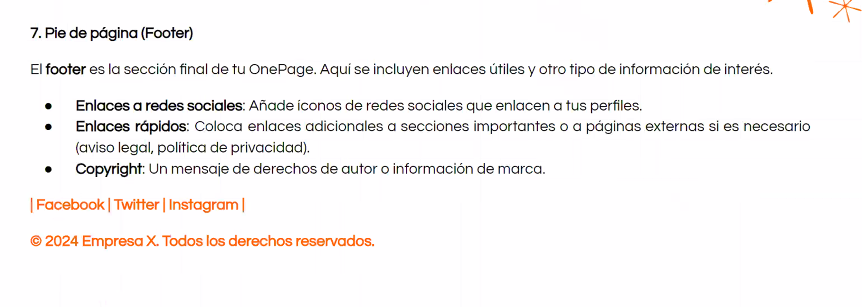 7. Pie de página (Footer)
El footer es la sección final de tu OnePage. Aquí se incluyen enlaces útiles y otro tipo de información de interés.
● Enlaces a redes sociales: Añade íconos de redes sociales que enlacen a tus perfiles.
● Enlaces rápidos: Coloca enlaces adicionales a secciones importantes o a páginas externas si es necesario
(aviso legal, política de privacidad).
● Copyright: Un mensaje de derechos de autor o información de marca.
| Facebook | Twitter | Instagram |
© 2024 Empresa X. Todos los derechos reservados.